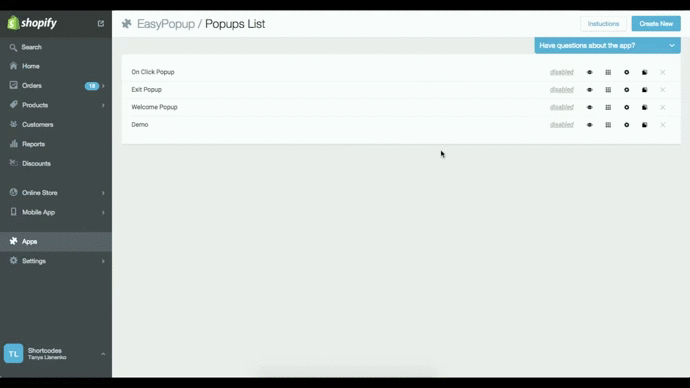 shopify
EasyPopup / Popups List
Instuctions
Create New
Have questions about the app?
Search
Home
Orders
18
Products
Customers
Reports
Discounts
Online Store
Mobile App
Apps
Settings
On Click Popup
disabled
Exit Popup
disabled
Welcome Popup
disabled
Demo
disabled
TL
Shortcodes
Tanya Lisnenko